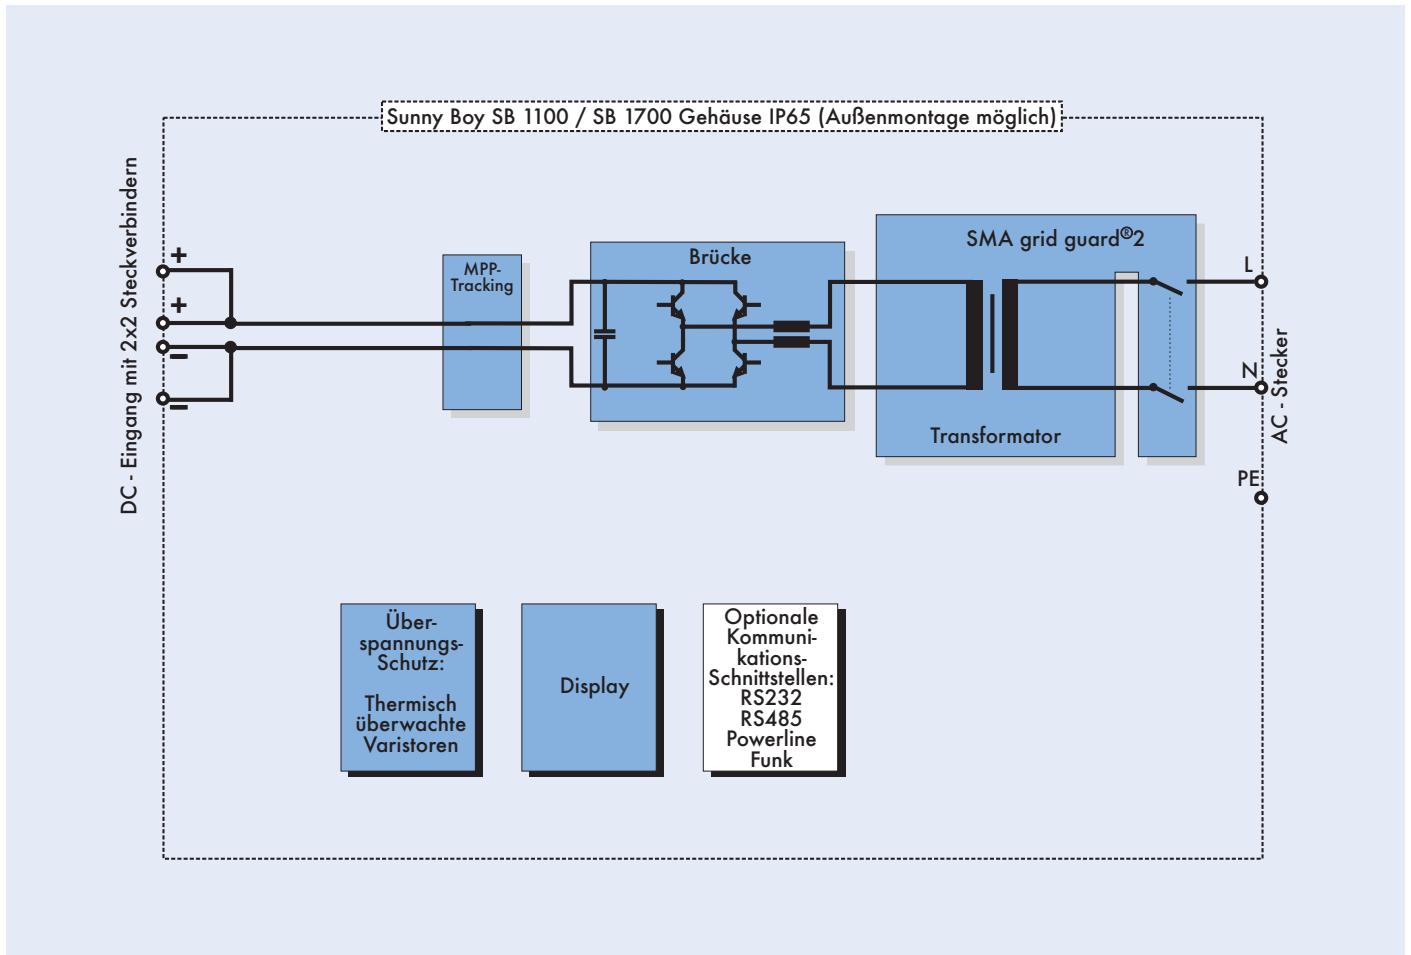 Sunny Boy SB 1100 / SB 1700 Gehäuse IP65 (Außenmontage möglich)
DC - Eingang mit 2x2 Steckverbindern
+
+
−
−
MPP-
Tracking
Brücke
SMA grid guard®2
Transformator
L
N
AC - Stecker
PE
Über-
spannungs-
Schutz:
Thermisch
überwachte
Varistoren
Display
Optionale
Kommuni-
kations-
Schnittstellen:
RS232
RS485
Powerline
Funk